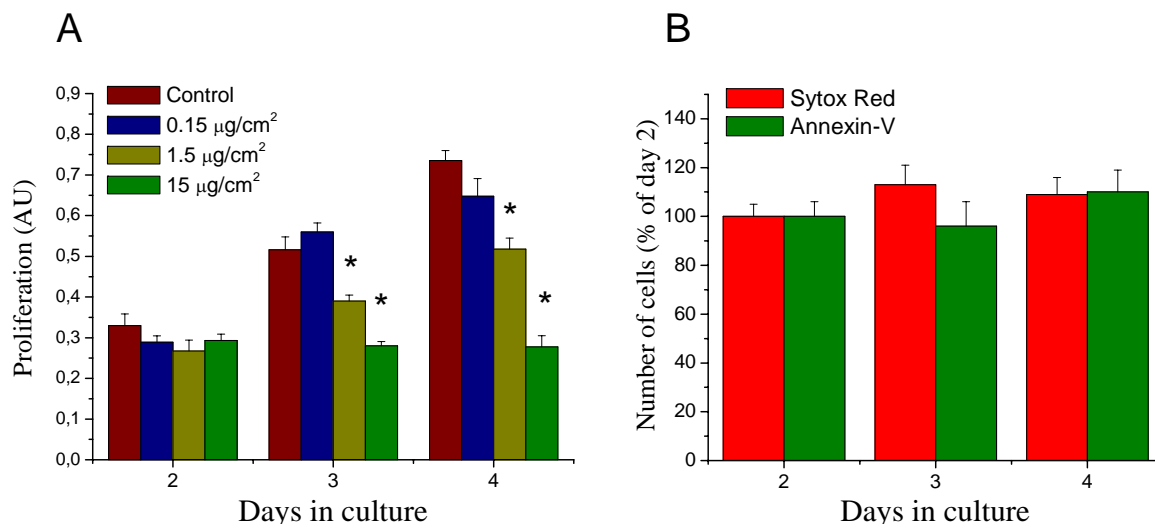 A
Proliferation (AU)
0,9
0,8
0,7
0,6
0,5
0,4
0,3
0,2
0,1
0,0
Control
0.15 μg/cm²
1.5 μg/cm²
15 μg/cm²
*
*
*
*
2
3
4
Days in culture
B
Number of cells (% of day 2)
140
120
100
80
60
40
20
0
Sytox Red
Annexin-V
2
3
4
Days in culture